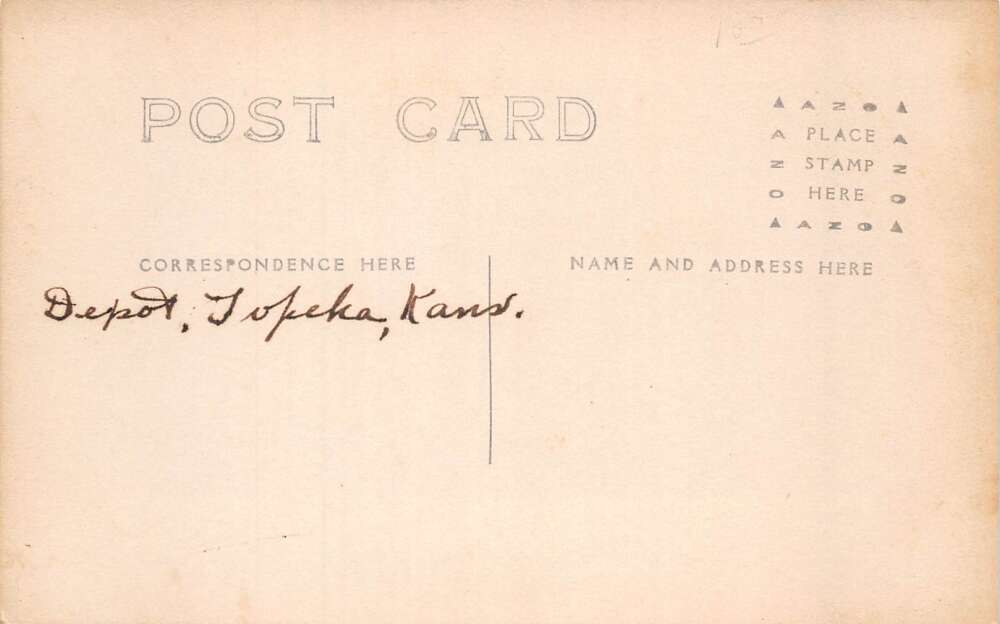 POST CARD
▲ A Z O ▲
A PLACE A
Z STAMP Z
O HERE O
▲ A Z O ▲
CORRESPONDENCE HERE
NAME AND ADDRESS HERE
Depot, Topeka, Kans.